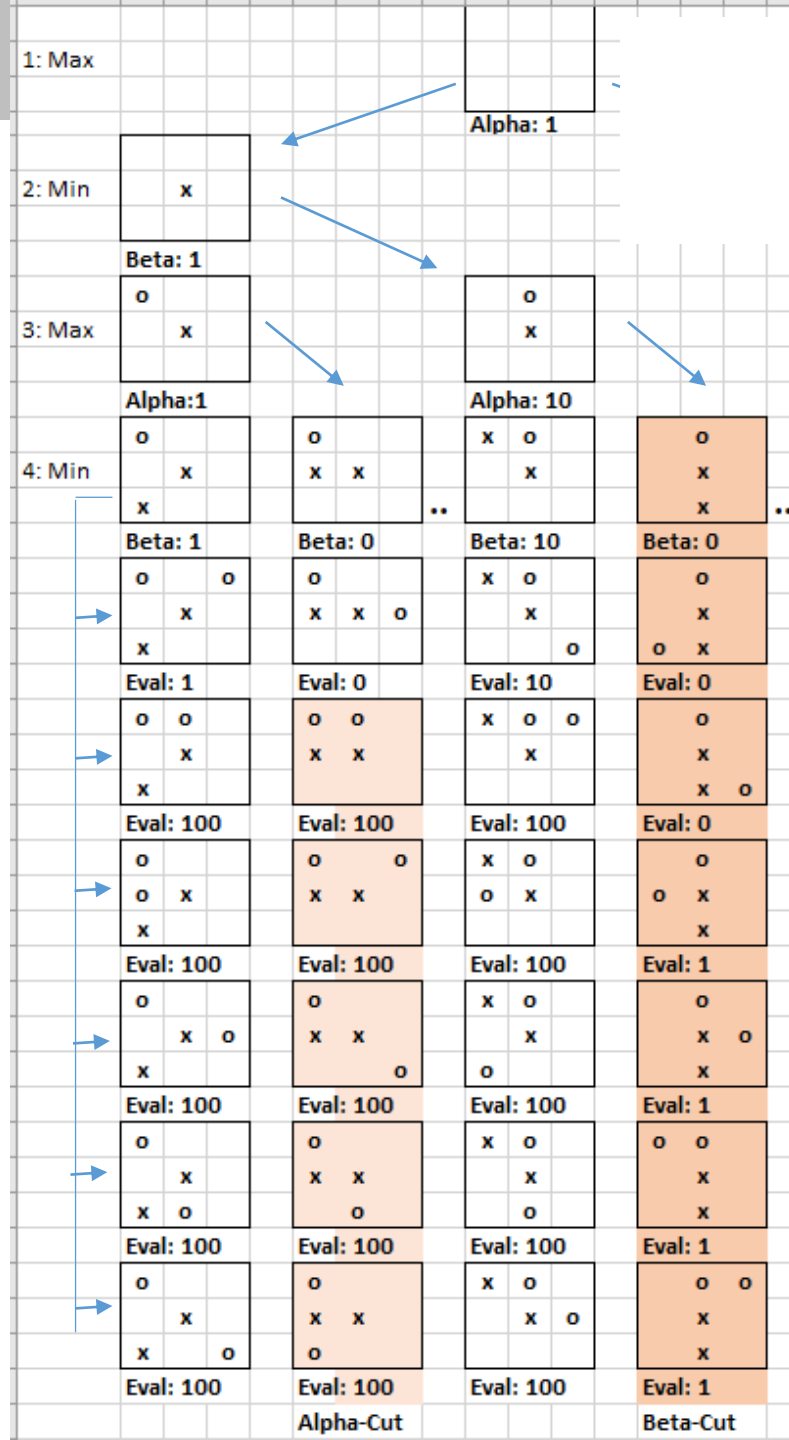 1: Max
Alpha: 1
2: Min x
Beta: 1
o o
3: Max x x
Alpha:1 Alpha: 10
o o x o o
4: Min x x x x x
x .. x ..
Beta: 1 Beta: 0 Beta: 10 Beta: 0
o o o x o o
x x x o x x
x o o x
Eval: 1 Eval: 0 Eval: 10 Eval: 0
o o o o x o o o
x x x x x
x x o
Eval: 100 Eval: 100 Eval: 100 Eval: 0
o o o x o o
o x x x o x o x
x x
Eval: 100 Eval: 100 Eval: 100 Eval: 1
o o x o o
x o x x x x o
x o o x
Eval: 100 Eval: 100 Eval: 100 Eval: 1
o o x o o o
x x x x x
x o o o x
Eval: 100 Eval: 100 Eval: 100 Eval: 1
o o x o o o
x x x x o x
x o o x
Eval: 100 Eval: 100 Eval: 100 Eval: 1
Alpha-Cut Beta-Cut